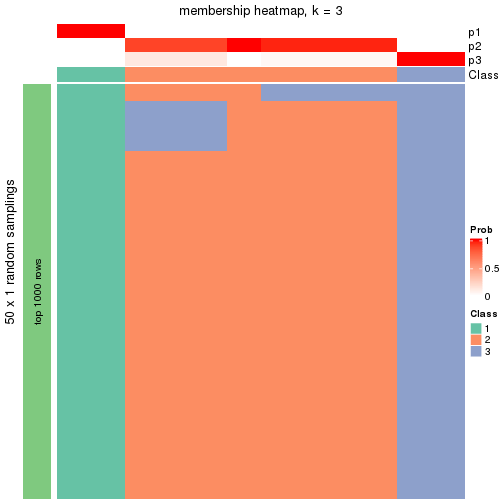 membership heatmap, k = 3
p1
p2
p3
Class
50 x 1 random samplings
top 1000 rows
Prob
1
0.5
0
Class
1
2
3